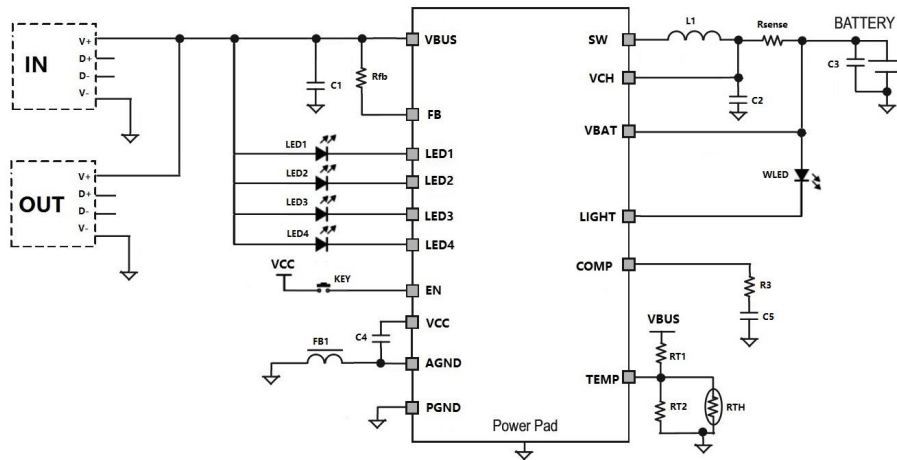 IN
V+
D+
D-
V-
OUT
V+
D+
D-
V-
C1
Rfb
LED1
LED2
LED3
LED4
VCC
KEY
C4
FB1
VBUS
FB
LED1
LED2
LED3
LED4
EN
VCC
AGND
PGND
Power Pad
SW
VCH
VBAT
LIGHT
COMP
TEMP
L1
Rsense
BATTERY
C3
C2
WLED
R3
C5
VBUS
RT1
RT2
RTH